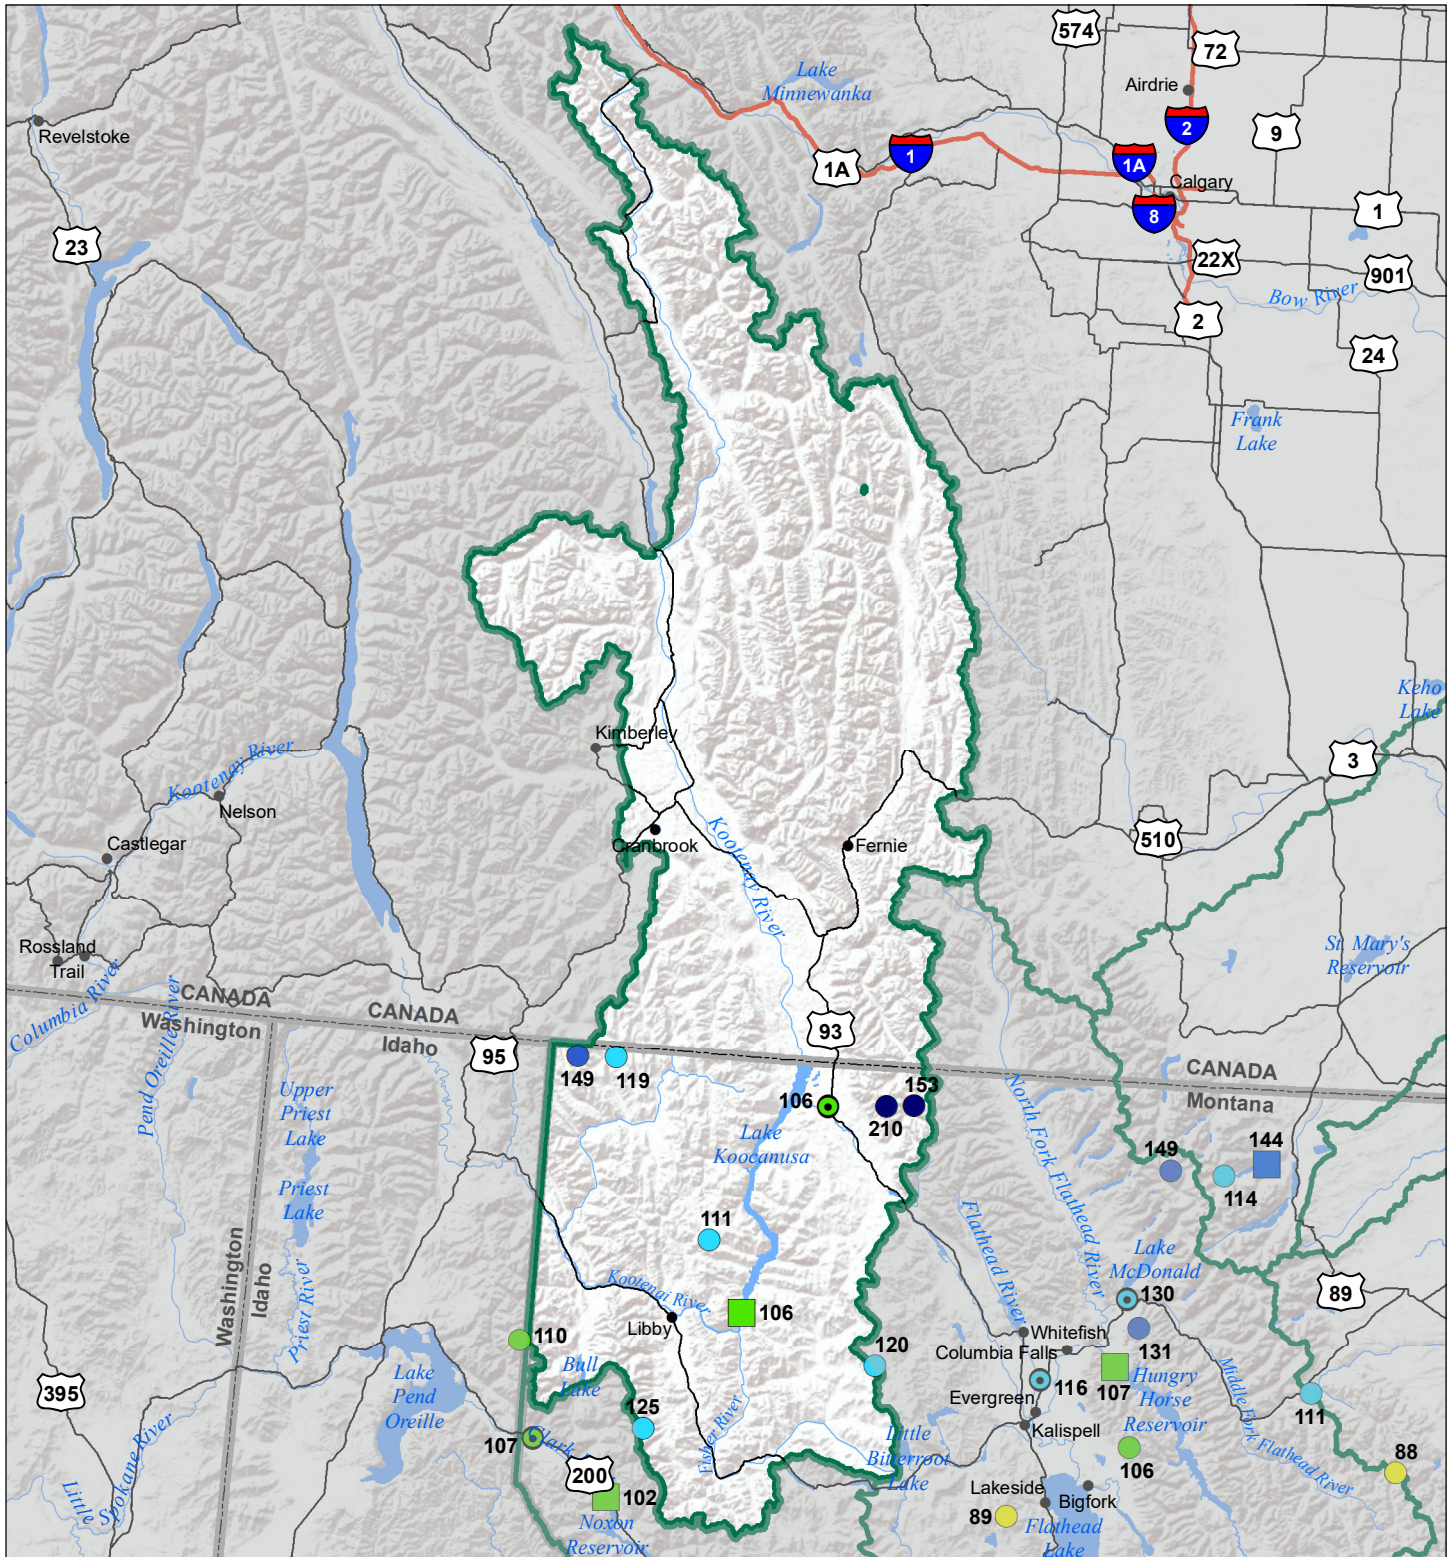 574
72
Lake
Minnewanka
Airdrie
2
9
Revelstoke
1
1A
1A
Calgary
8
1
23
22X
901
Bow River
2
24
Frank
Lake
Keho
Lake
Kimberley
3
Kootenay River
Nelson
Castlegar
Cranbrook
Kootenay River
Fernie
510
Rossland
Trail
St. Mary's
Reservoir
Columbia River
Pend Oreille River
CANADA
Washington
CANADA
Idaho
95
93
CANADA
Montana
149
119
106
153
210
Upper
Priest
Lake
Priest
Lake
Lake
Koocanusa
North Fork Flathead River
149
144
114
111
Flathead River
Lake
McDonald
Washington
Idaho
Priest River
Kootenai River
106
Libby
130
89
131
Whitefish
Columbia Falls
110
Bull
Lake
120
107
Hungry
Horse
Reservoir
116
Evergreen
Kalispell
Middle Fork Flathead River
111
395
Lake
Pend
Oreille
125
Fisher River
107
Clark
Little
Bitterroot
Lake
106
88
Little Spokane River
200
102
Noxon
Reservoir
Lakeside
Bigfork
89
Flathead
Lake